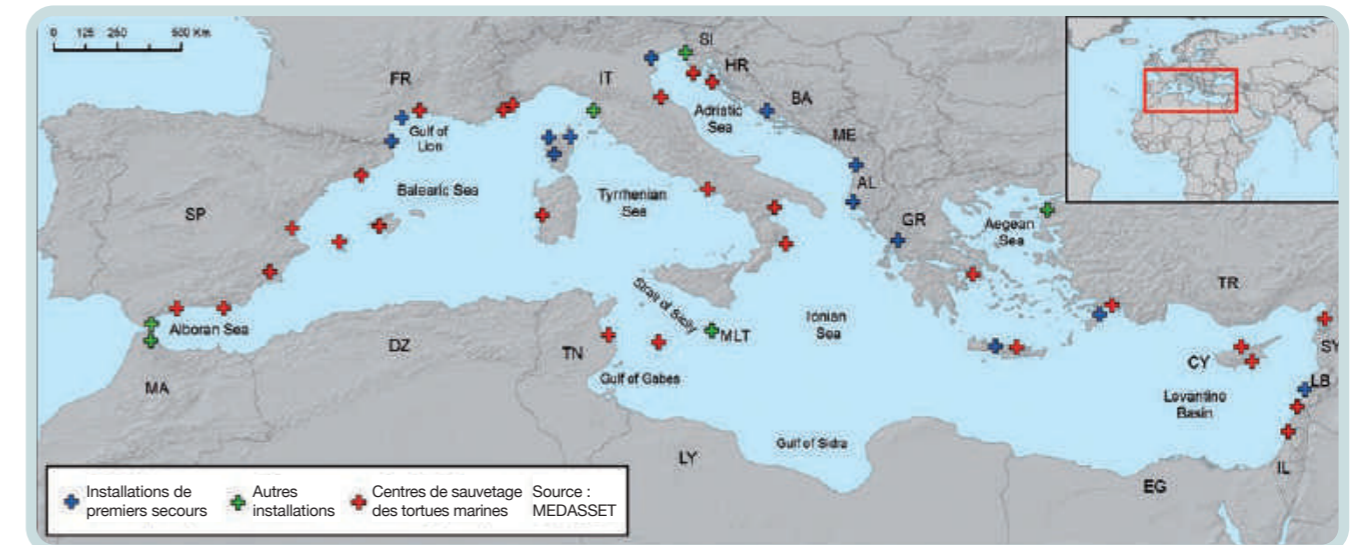 0 125 250 500 Km
SI
FR
IT
HR
BA
Adriatic
Sea
Gulf of
Lion
ME
AL
Balearic Sea
Tyrrhenian
Sea
SP
GR
Aegean
Sea
TR
Strait of Sicily
Alboran Sea
Ionian
Sea
MLT
DZ
TN
CY
SY
Gulf of Gabes
LB
MA
Levantine
Basin
Gulf of Sidra
LY
IL
EG
Installations de
premiers secours
Autres
installations
Centres de sauvetage
des tortues marines
Source :
MEDASSET